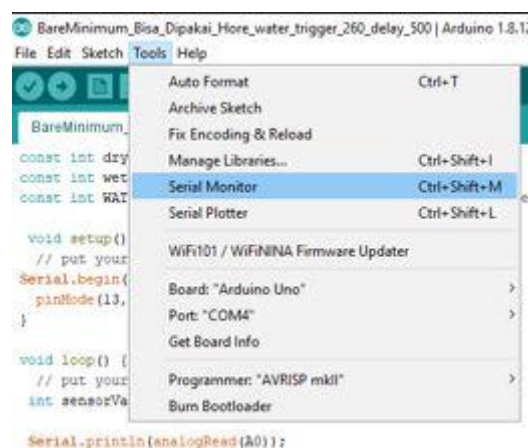 BareMinimum_Bisa_Dipakai_Hore_water_trigger_260_delay_500 | Arduino 1.8.1
File Edit Sketch Tools Help
BareMinimum_
Auto Format Ctrl+T
Archive Sketch
Fix Encoding & Reload
Manage Libraries... Ctrl+Shift+I
Serial Monitor Ctrl+Shift+M
Serial Plotter Ctrl+Shift+L
WiFi101 / WiFiNINA Firmware Updater
Board: "Arduino Uno"
Port: "COM4"
Get Board Info
Programmer: "AVRISP mkII"
Burn Bootloader
const int dry
const int wet
const int WAT
void setup()
// put your
Serial.begin(
pinMode(13,
}
void loop() {
// put your
int sensorVa
Serial.println(analogRead(A0));